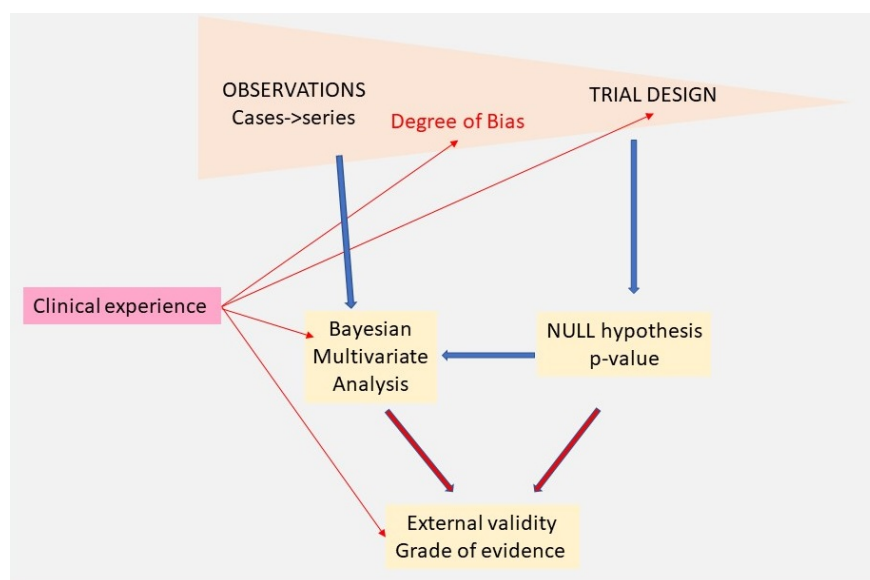 OBSERVATIONS
Cases->series
Degree of Bias
TRIAL DESIGN
Clinical experience
Bayesian
Multivariate
Analysis
NULL hypothesis
p-value
External validity
Grade of evidence